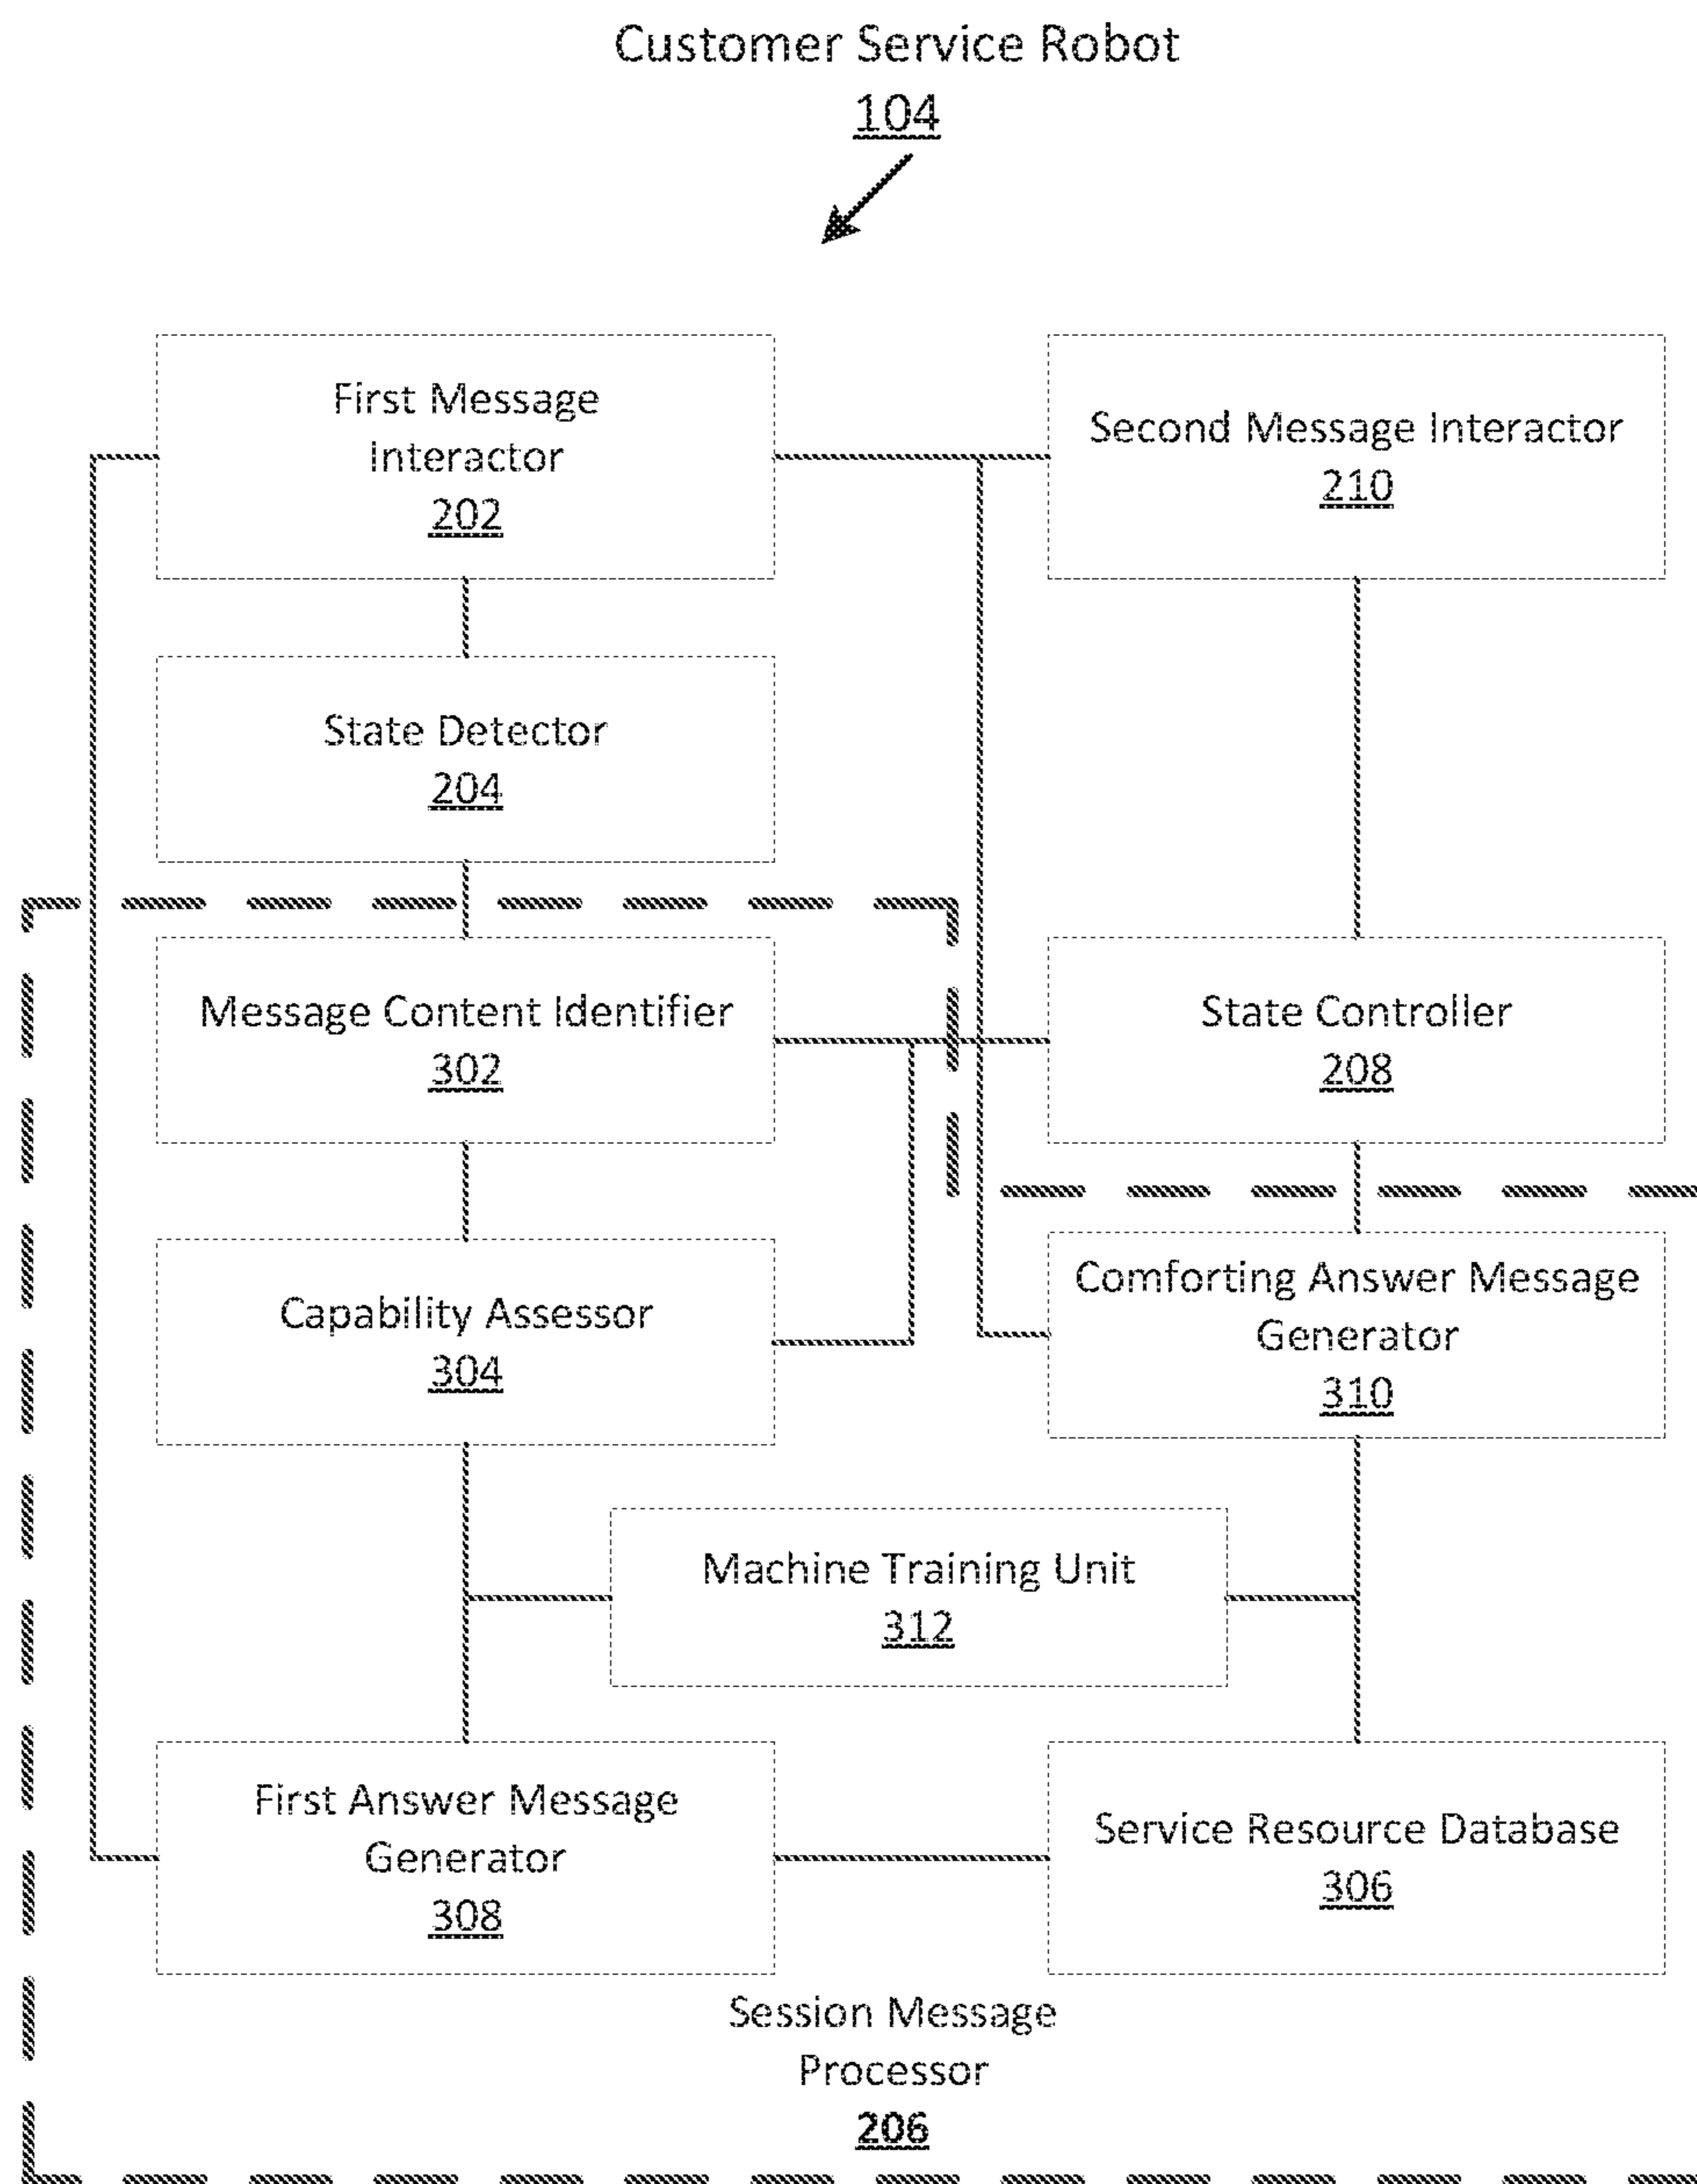 Customer Service Robot
104
First Message
Interactor
202
Second Message Interactor
210
State Detector
204
Message Content Identifier
302
State Controller
208
Capability Assessor
304
Comforting Answer Message
Generator
310
Machine Training Unit
312
First Answer Message
Generator
308
Service Resource Database
306
Session Message
Processor
206